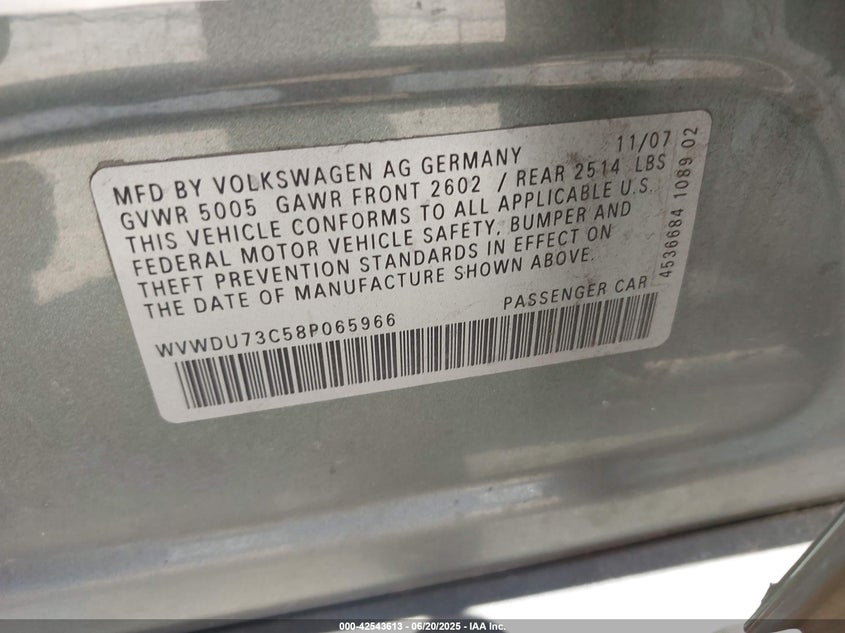 11/07
MFD BY VOLKSWAGEN AG GERMANY
GVWR 5005 GAWR FRONT 2602 / REAR 2514 LBS
THIS VEHICLE CONFORMS TO ALL APPLICABLE U.S.
FEDERAL MOTOR VEHICLE SAFETY, BUMPER AND
THEFT PREVENTION STANDARDS IN EFFECT ON
THE DATE OF MANUFACTURE SHOWN ABOVE.
4536684 1089 02
WVWDU73C58P065966
PASSENGER CAR
000-42543613 - 06/20/2025 - IAA Inc.